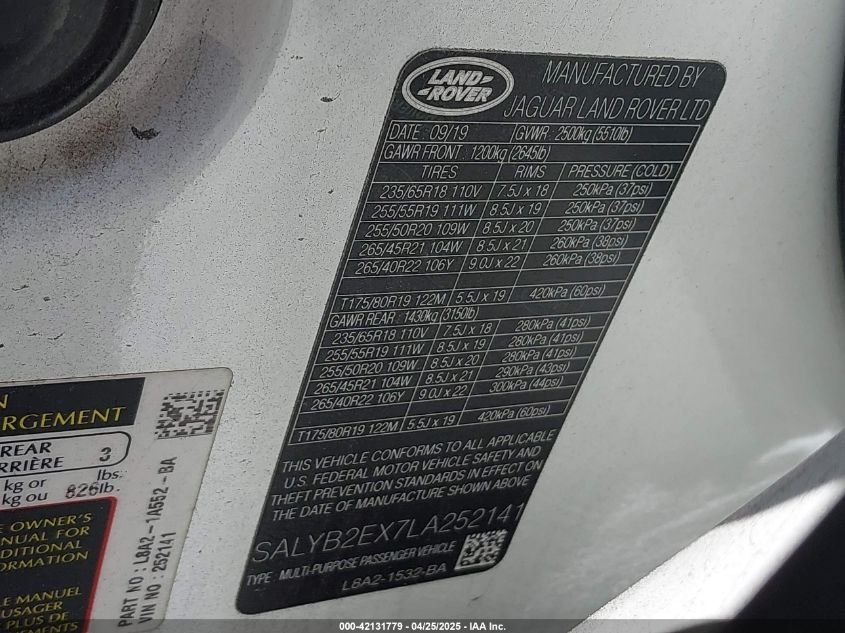 LAND
ROVER
MANUFACTURED BY
JAGUAR LAND ROVER LTD
DATE : 09/19 GVWR : 2500kg (5510lb)
GAWR FRONT : 1200kg (2645lb)
TIRES RIMS PRESSURE (COLD)
235/65R18 110V 7.5J x 18 250kPa (37psi)
255/55R19 111W 8.5J x 19 250kPa (37psi)
255/50R20 109W 8.5J x 20 250kPa (37psi)
265/45R21 104W 8.5J x 21 260kPa (38psi)
265/40R22 106Y 9.0J x 22 260kPa (38psi)
T175/80R19 122M 5.5J x 19 420kPa (60psi)
GAWR REAR : 1430kg (3150lb)
235/65R18 110V 7.5J x 18 280kPa (41psi)
255/55R19 111W 8.5J x 19 280kPa (41psi)
255/50R20 109W 8.5J x 20 280kPa (41psi)
265/45R21 104W 8.5J x 21 290kPa (43psi)
265/40R22 106Y 9.0J x 22 300kPa (44psi)
T175/80R19 122M 5.5J x 19 420kPa (60psi)
THIS VEHICLE CONFORMS TO ALL APPLICABLE
U.S. FEDERAL MOTOR VEHICLE SAFETY AND
THEFT PREVENTION STANDARDS IN EFFECT ON
THE DATE OF MANUFACTURE SHOWN ABOVE.
SALYB2EX7LA252141
TYPE : MULTI-PURPOSE PASSENGER VEHICLE
L8A2-1532-BA
N
RGEMENT
REAR
RRIÈRE 3
kg or lbs.
kg ou 826lb.
E OWNER'S
MANUAL FOR
DDITIONAL
FORMATION
LE MANUEL
USAGER
PLUS DE
EMENTS
PART NO : L8A2-1A552-BA
VIN NO : 252141
000-42131779 - 04/25/2025 - IAA Inc.